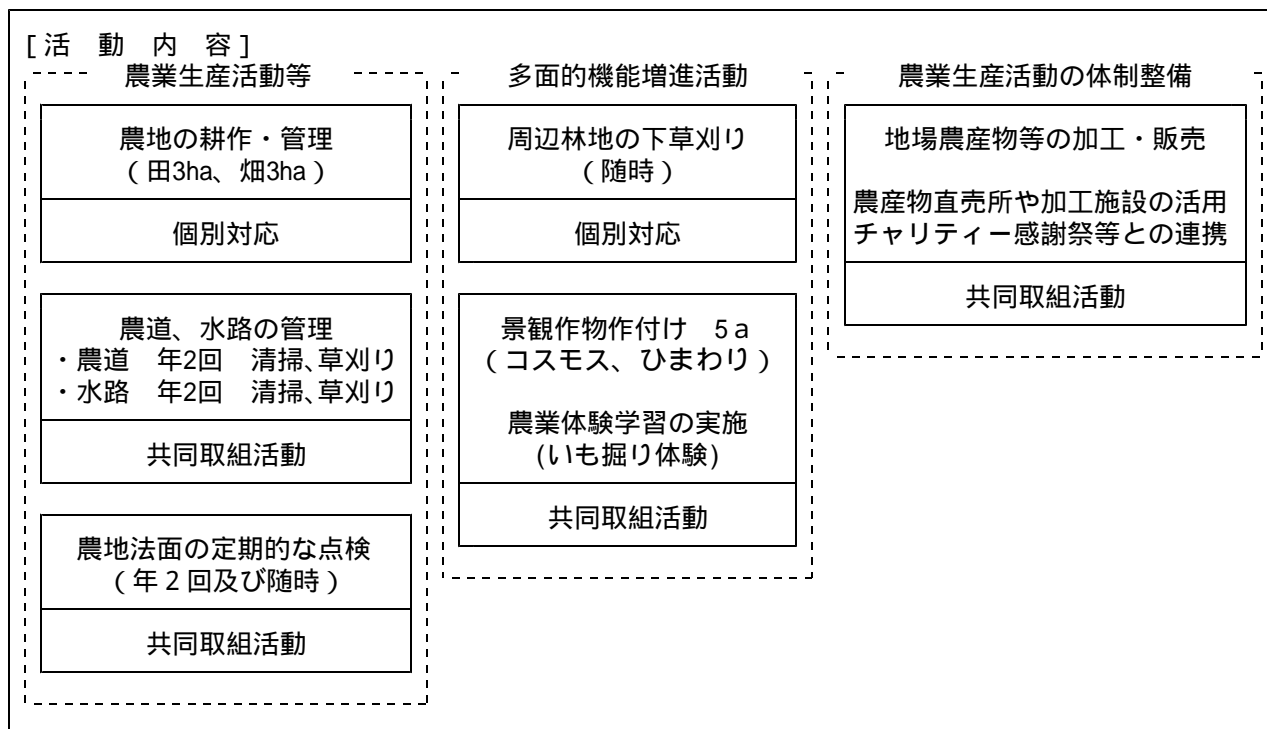 [活 動 内 容]
農業生産活動等
農地の耕作・管理
(田3ha、畑3ha)
個別対応
農道、水路の管理
・農道 年2回 清掃、草刈り
・水路 年2回 清掃、草刈り
共同取組活動
農地法面の定期的な点検
(年2回及び随時)
共同取組活動
多面的機能増進活動
周辺林地の下草刈り
(随時)
個別対応
景観作物作付け 5a
(コスモス、ひまわり)
農業体験学習の実施
(いも掘り体験)
共同取組活動
農業生産活動の体制整備
地場農産物等の加工・販売
農産物直売所や加工施設の活用
チャリティー感謝祭等との連携
共同取組活動